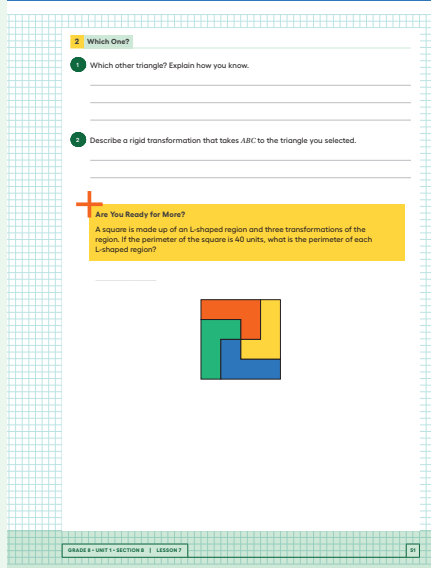 2 Which One?
1 Which other triangle? Explain how you know.
2 Describe a rigid transformation that takes ABC to the triangle you selected.
Are You Ready for More?
A square is made up of an L-shaped region and three transformations of the
region. If the perimeter of the square is 40 units, what is the perimeter of each
L-shaped region?
GRADE 8 • UNIT 1 • SECTION B | LESSON 7
51